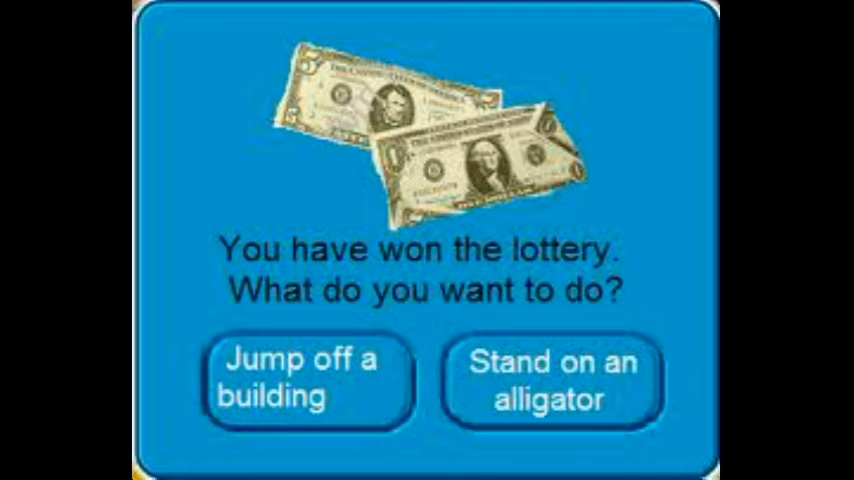 You have won the lottery.
What do you want to do?
Jump off a
building
Stand on an
alligator